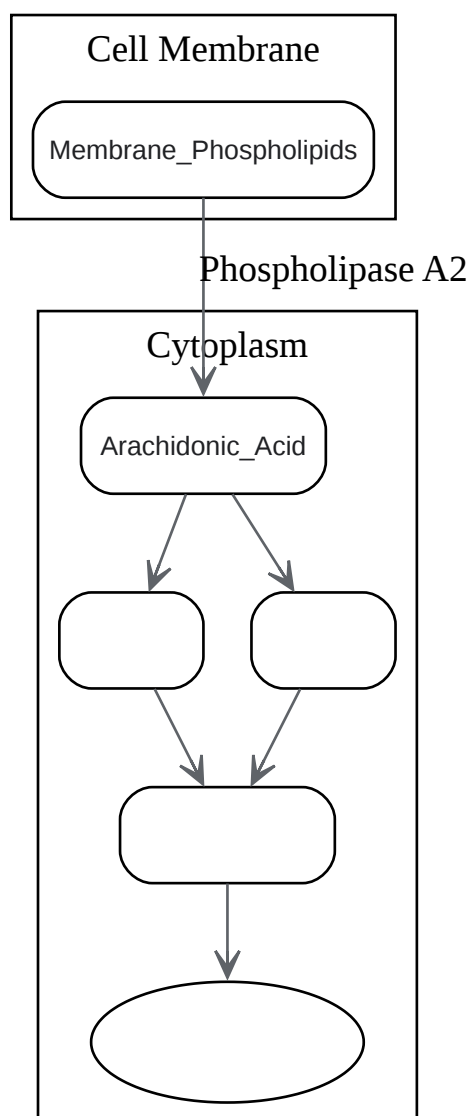 Cell Membrane
Membrane_Phospholipids
Phospholipase A2
Cytoplasm
Arachidonic_Acid